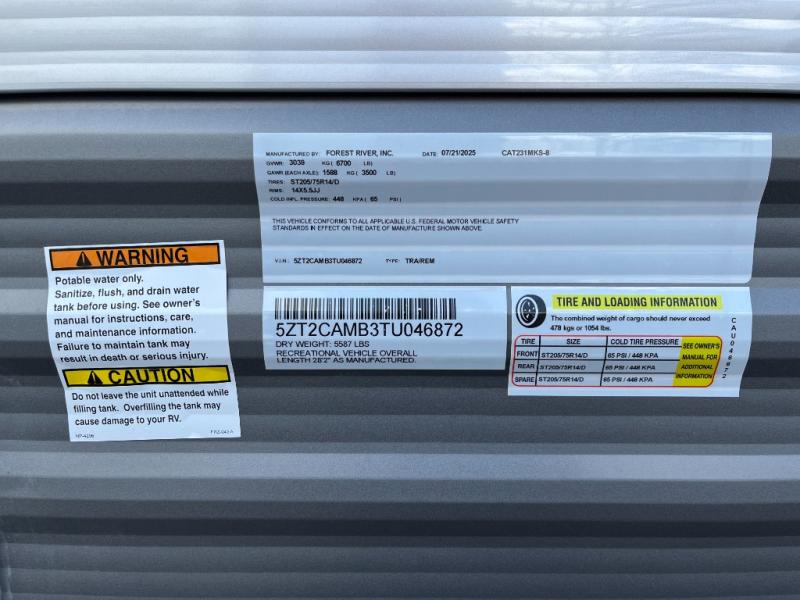 MANUFACTURED BY: FOREST RIVER, INC. DATE: 07/21/2025 CAT231MKS-8
GVWR: 3039 KG ( 6700 LB)
GAWR (EACH AXLE): 1588 KG ( 3500 LB)
TIRES: ST205/75R14/D
RIMS: 14X5.5JJ
COLD INFL. PRESSURE: 448 KPA ( 65 PSI)
THIS VEHICLE CONFORMS TO ALL APPLICABLE U.S. FEDERAL MOTOR VEHICLE SAFETY
STANDARDS IN EFFECT ON THE DATE OF MANUFACTURE SHOWN ABOVE.
V.I.N.: 5ZT2CAMB3TU046872 TYPE: TRA/REM
WARNING
Potable water only.
Sanitize, flush, and drain water
tank before using. See owner's
manual for instructions, care,
and maintenance information.
Failure to maintain tank may
result in death or serious injury.
CAUTION
Do not leave the unit unattended while
filling tank. Overfilling the tank may
cause damage to your RV.
5ZT2CAMB3TU046872
DRY WEIGHT: 5587 LBS
RECREATIONAL VEHICLE OVERALL
LENGTH 28'2" AS MANUFACTURED.
TIRE AND LOADING INFORMATION
The combined weight of cargo should never exceed
478 kgs or 1054 lbs.
TIRE SIZE COLD TIRE PRESSURE
FRONT ST205/75R14/D 65 PSI / 448 KPA
REAR ST205/75R14/D 65 PSI / 448 KPA
SPARE ST205/75R14/D 65 PSI / 448 KPA
SEE OWNER'S
MANUAL FOR
ADDITIONAL
INFORMATION
CAU046872